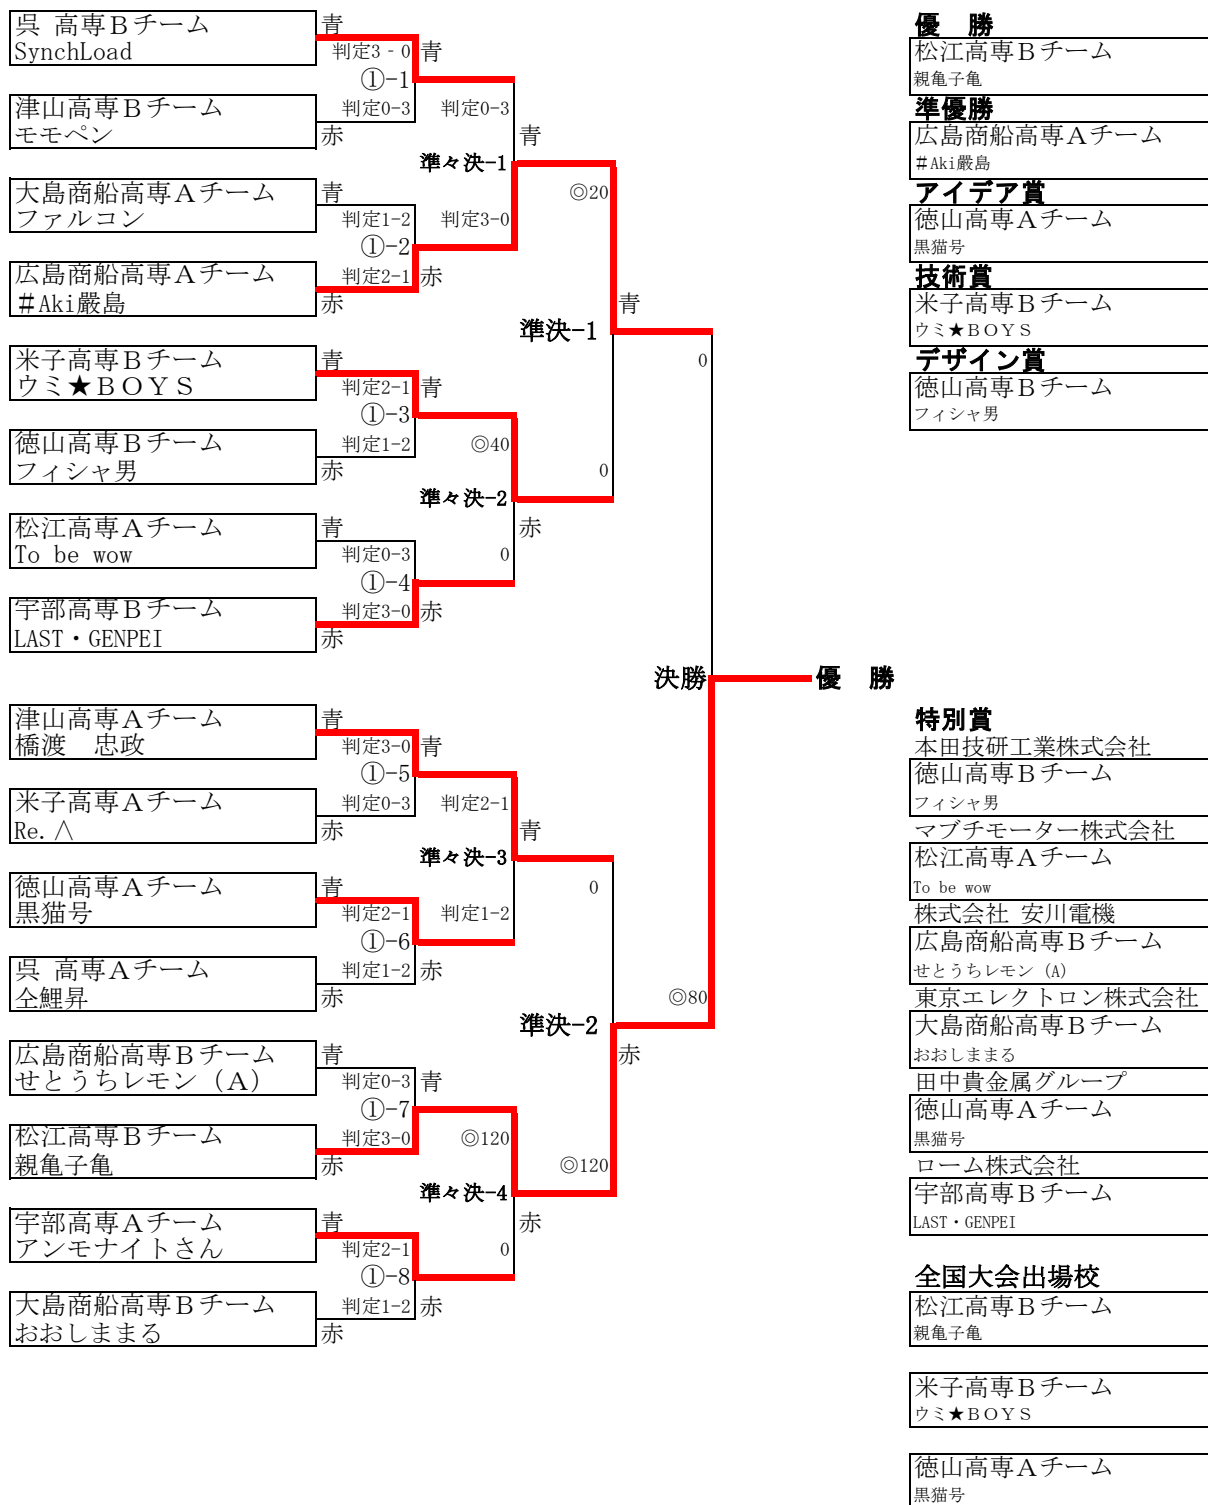 呉 高専Ｂチーム
SynchLoad
青
判定3‐0
青
①-1
津山高専Ｂチーム
モモペン
判定0-3
赤
判定0-3
青
準々決-1
大島商船高専Ａチーム
ファルコン
青
判定1-2
判定3-0
①-2
広島商船高専Ａチーム
＃Aki厳島
判定2-1
赤
赤
◎20
青
準決-1
0
米子高専Ｂチーム
ウミ★ＢＯＹＳ
青
判定2-1
青
①-3
徳山高専Ｂチーム
フィシャ男
判定1-2
赤
◎40
0
準々決-2
赤
松江高専Ａチーム
To be wow
青
判定0-3
0
①-4
宇部高専Ｂチーム
LAST・GENPEI
判定3-0
赤
赤
決勝
優　勝
津山高専Ａチーム
橋渡　忠政
青
判定3-0
青
①-5
米子高専Ａチーム
Re.八
判定0-3
赤
判定2-1
青
準々決-3
0
徳山高専Ａチーム
黒猫号
青
判定2-1
判定1-2
①-6
呉 高専Ａチーム
仝鯉昇
判定1-2
赤
赤
◎80
準決-2
赤
広島商船高専Ｂチーム
せとうちレモン（Ａ）
青
判定0-3
青
①-7
松江高専Ｂチーム
親亀子亀
判定3-0
赤
◎120
◎120
準々決-4
赤
宇部高専Ａチーム
アンモナイトさん
青
判定2-1
0
①-8
大島商船高専Ｂチーム
おおしままる
判定1-2
赤
赤
優　勝
松江高専Ｂチーム
親亀子亀
準優勝
広島商船高専Ａチーム
＃Aki厳島
アイデア賞
徳山高専Ａチーム
黒猫号
技術賞
米子高専Ｂチーム
ウミ★ＢＯＹＳ
デザイン賞
徳山高専Ｂチーム
フィシャ男
特別賞
本田技研工業株式会社
徳山高専Ｂチーム
フィシャ男
マブチモーター株式会社
松江高専Ａチーム
To be wow
株式会社 安川電機
広島商船高専Ｂチーム
せとうちレモン（A）
東京エレクトロン株式会社
大島商船高専Ｂチーム
おおしままる
田中貴金属グループ
徳山高専Ａチーム
黒猫号
ローム株式会社
宇部高専Ｂチーム
LAST・GENPEI
全国大会出場校
松江高専Ｂチーム
親亀子亀
米子高専Ｂチーム
ウミ★ＢＯＹＳ
徳山高専Ａチーム
黒猫号